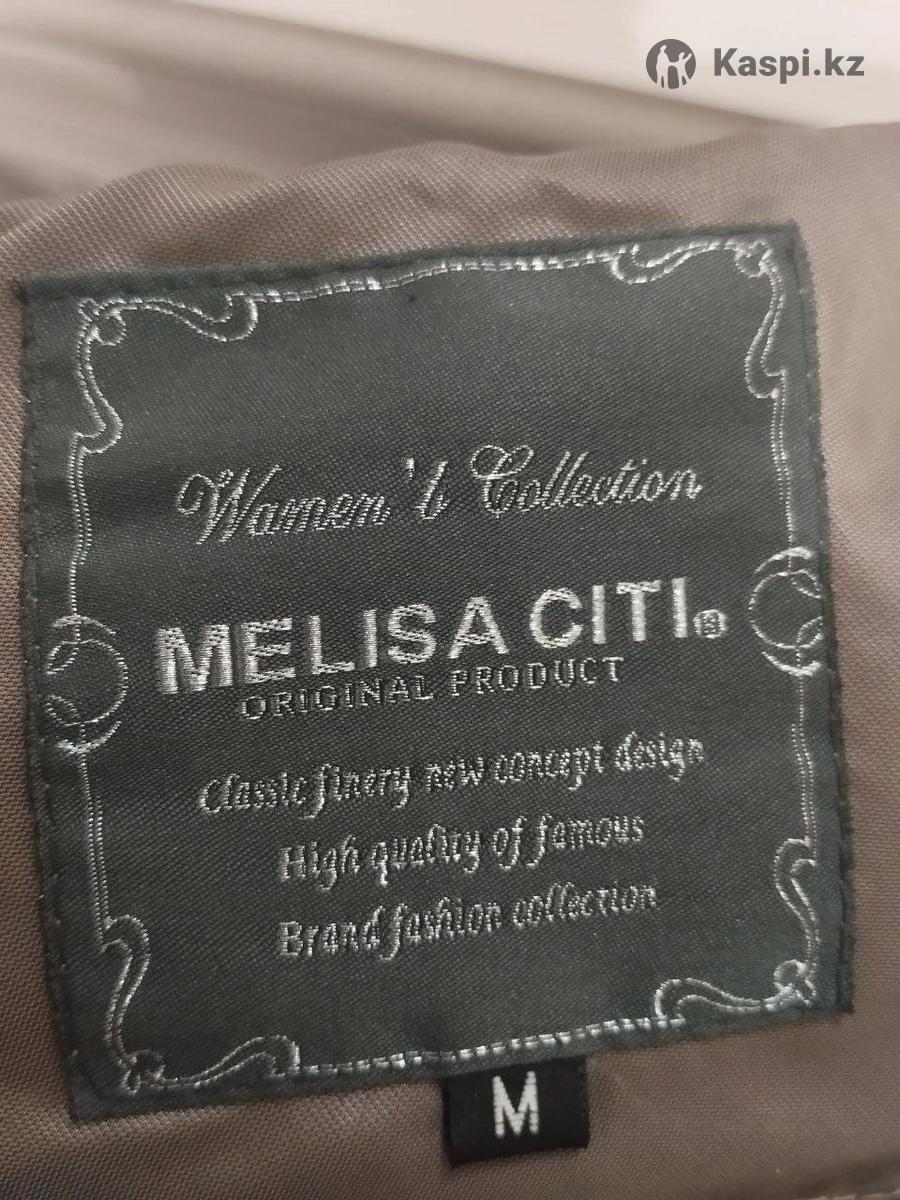 Kaspi.kz
Wamen't Collection
MELISA CITI®
ORIGINAL PRODUCT
Classic finery new concept design
High quality of famous
Brand fashion collection
M